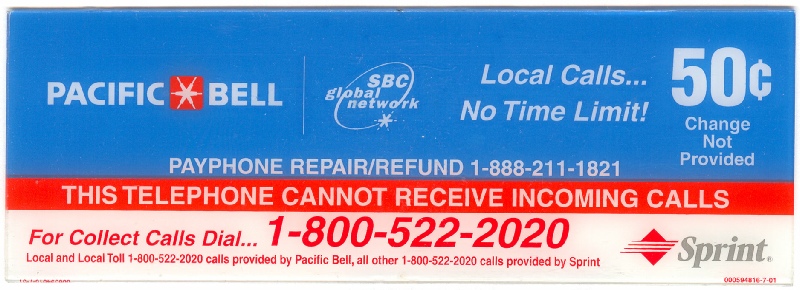 PACIFIC BELL
SBC
global
network
Local Calls...
No Time Limit!
50¢
Change
Not
Provided
PAYPHONE REPAIR/REFUND 1-888-211-1821
THIS TELEPHONE CANNOT RECEIVE INCOMING CALLS
For Collect Calls Dial... 1-800-522-2020
Local and Local Toll 1-800-522-2020 calls provided by Pacific Bell, all other 1-800-522-2020 calls provided by Sprint
Sprint®
000594816-7-01